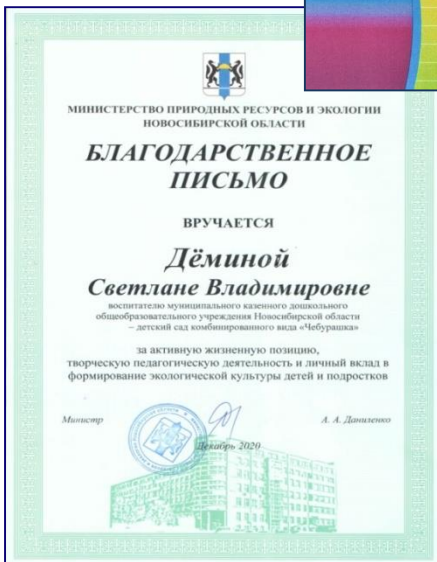 МИНИСТЕРСТВО ПРИРОДНЫХ РЕСУРСОВ И ЭКОЛОГИИ
НОВОСИБИРСКОЙ ОБЛАСТИ
БЛАГОДАРСТВЕННОЕ
ПИСЬМО
ВРУЧАЕТСЯ
Дёминой
Светлане Владимировне
воспитателю муниципального казенного дошкольного
общеобразовательного учреждения Новосибирской области
– детский сад комбинированного вида «Чебурашка»
за активную жизненную позицию,
творческую педагогическую деятельность и личный вклад в
формирование экологической культуры детей и подростков
Министр А. А. Даниленко
Декабрь 2020